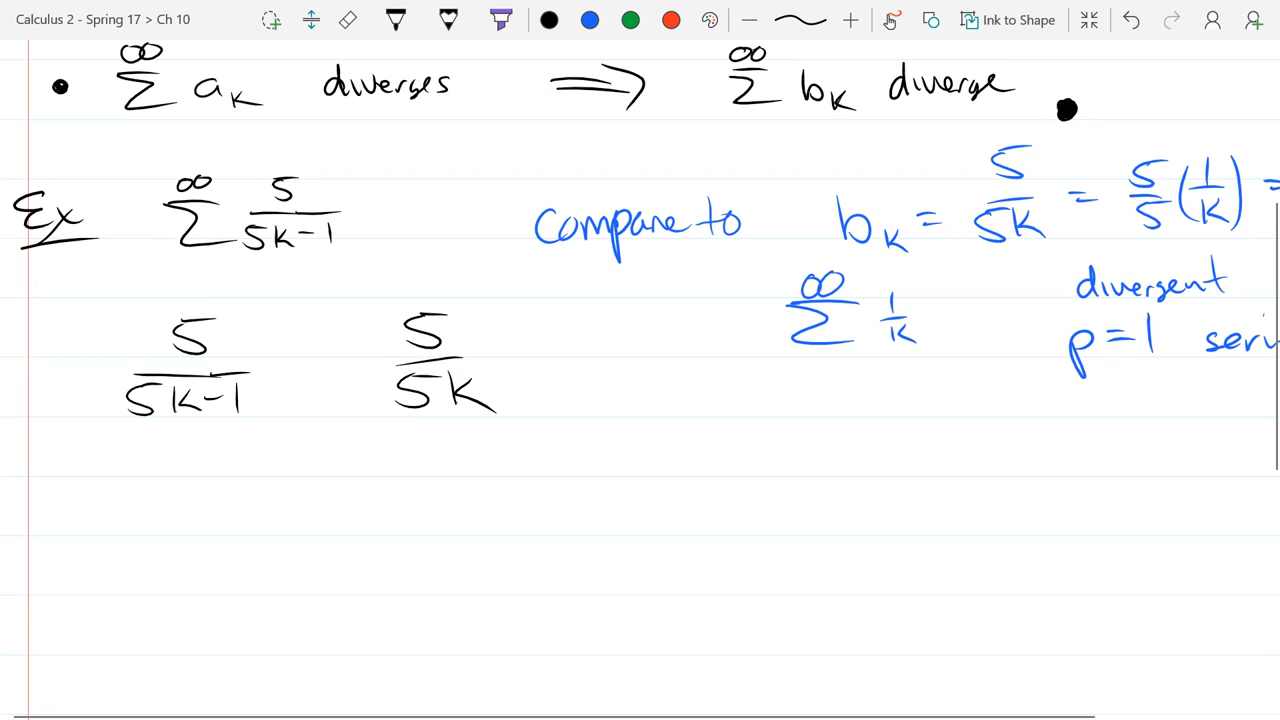 Calculus 2 - Spring 17 > Ch 10
Ink to Shape
• ∞ Σ a_k diverges ⟹ ∞ Σ b_k diverge
Ex ∞ Σ 5/(5k-1) compare to b_k = 5/5k = 5/5 (1/k) =
∞ Σ 1/k divergent
p=1
5/(5k-1) 5/5k